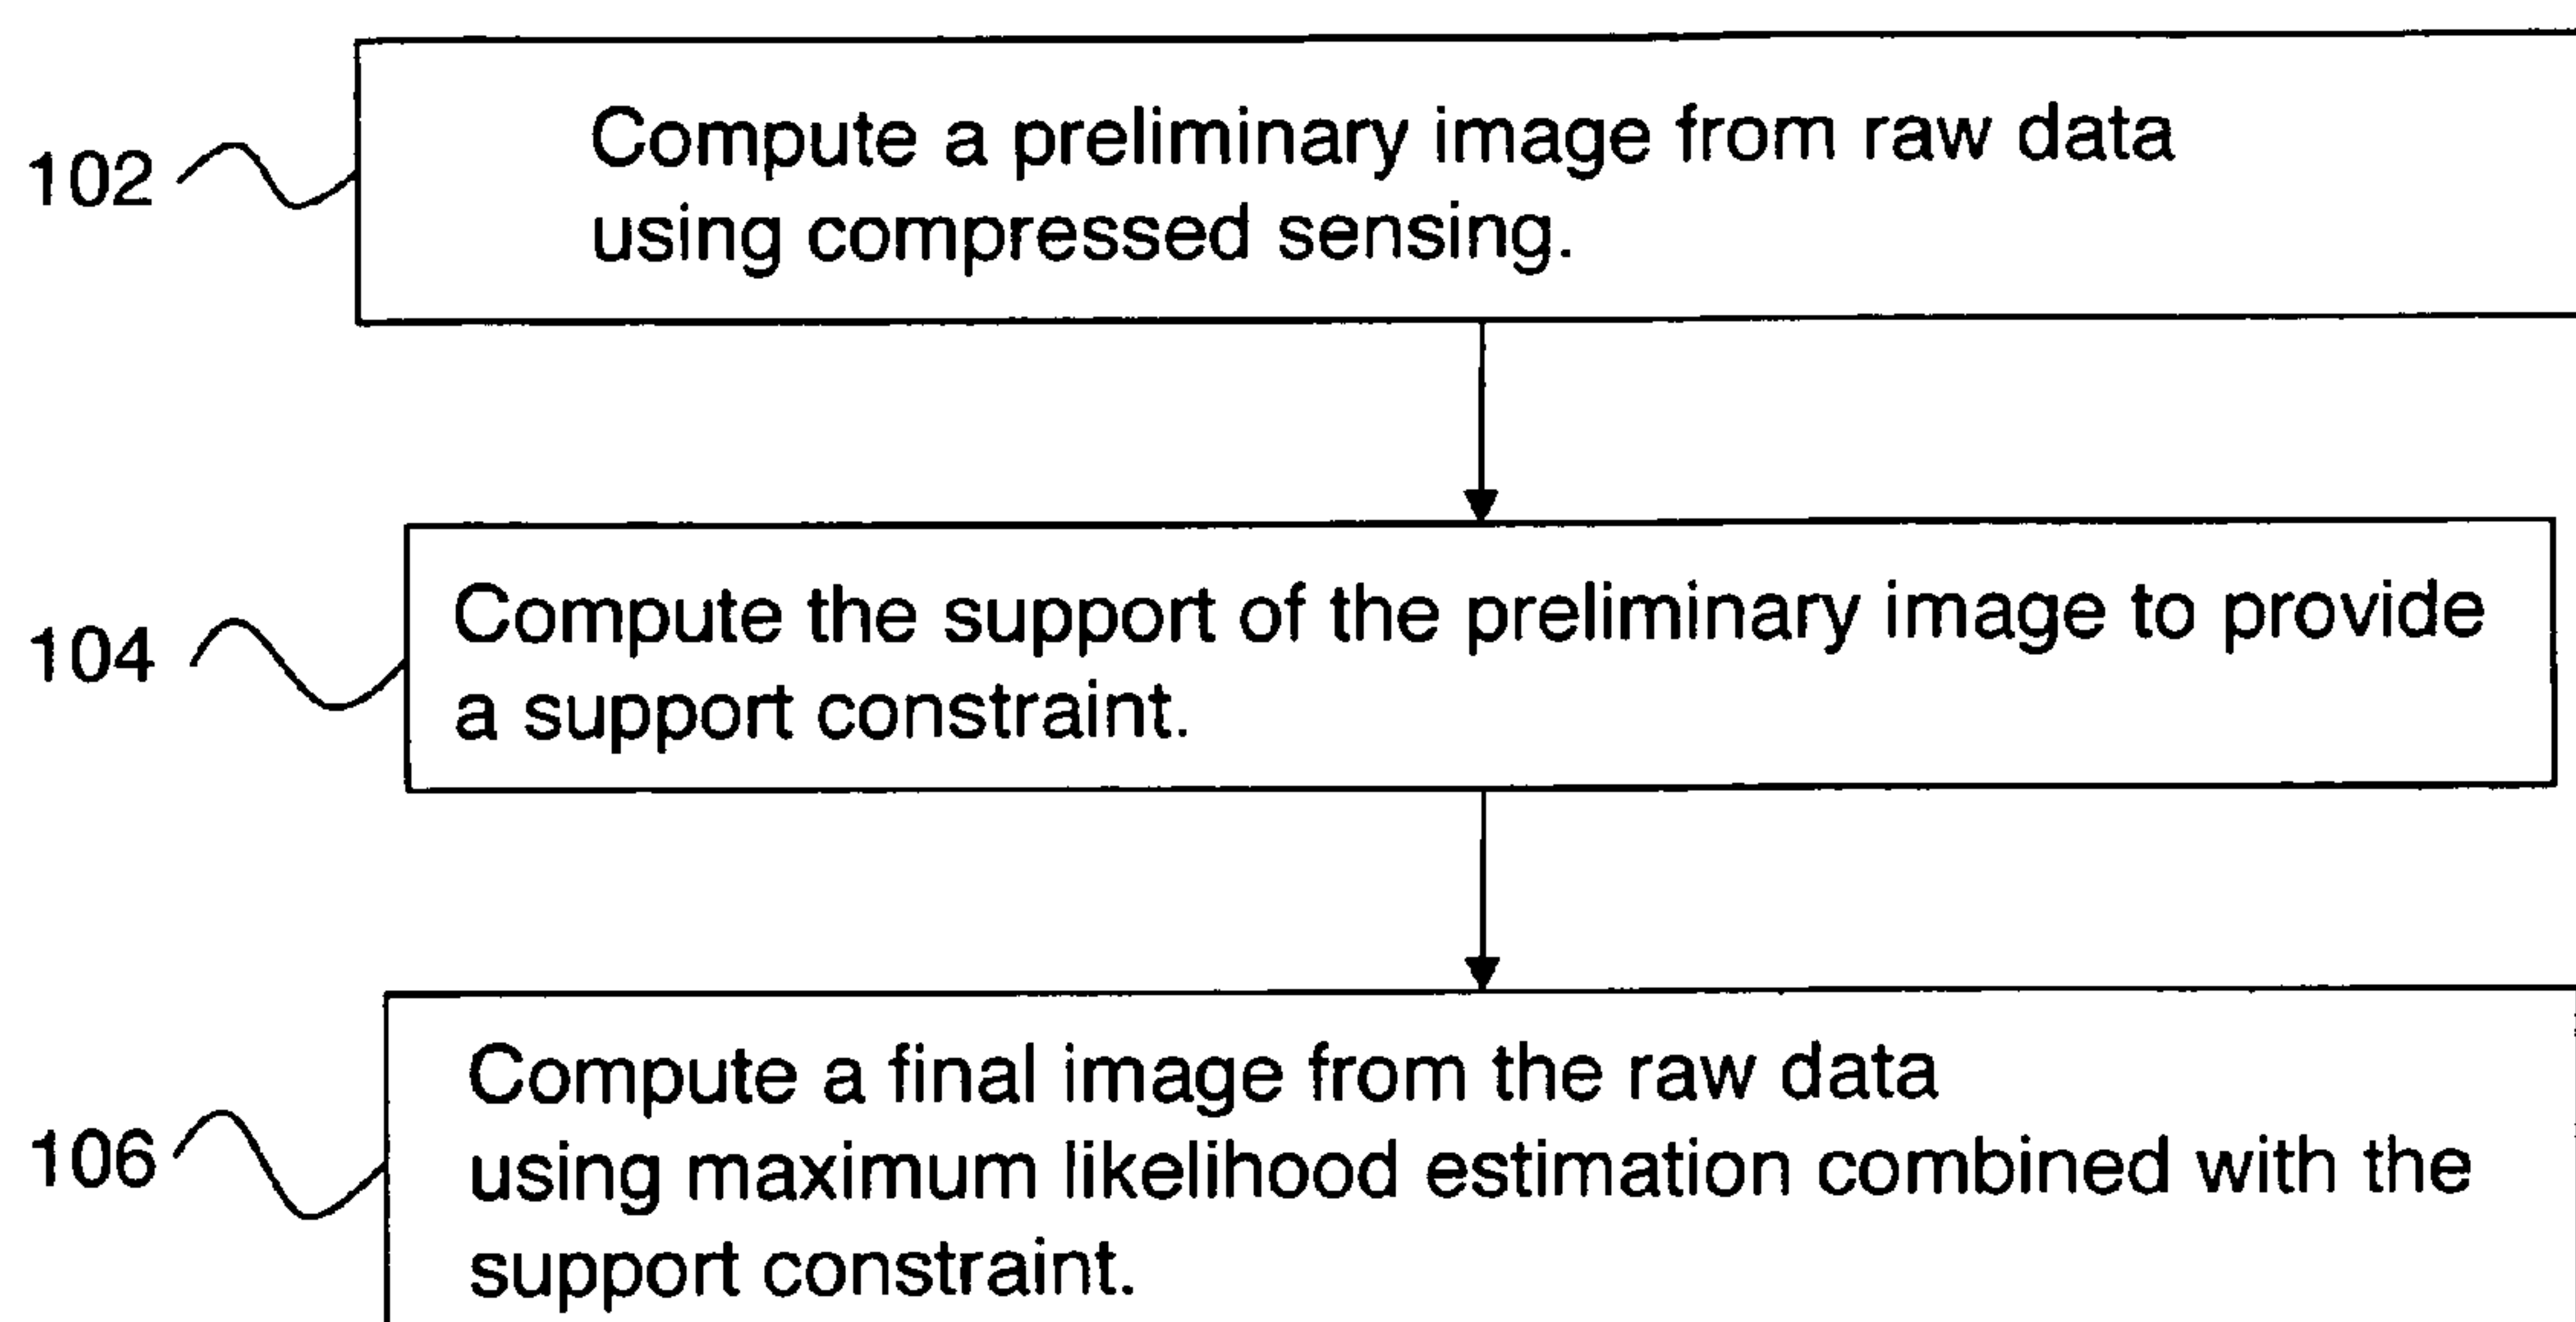 102
Compute a preliminary image from raw data
using compressed sensing.
104
Compute the support of the preliminary image to provide
a support constraint.
106
Compute a final image from the raw data
using maximum likelihood estimation combined with the
support constraint.